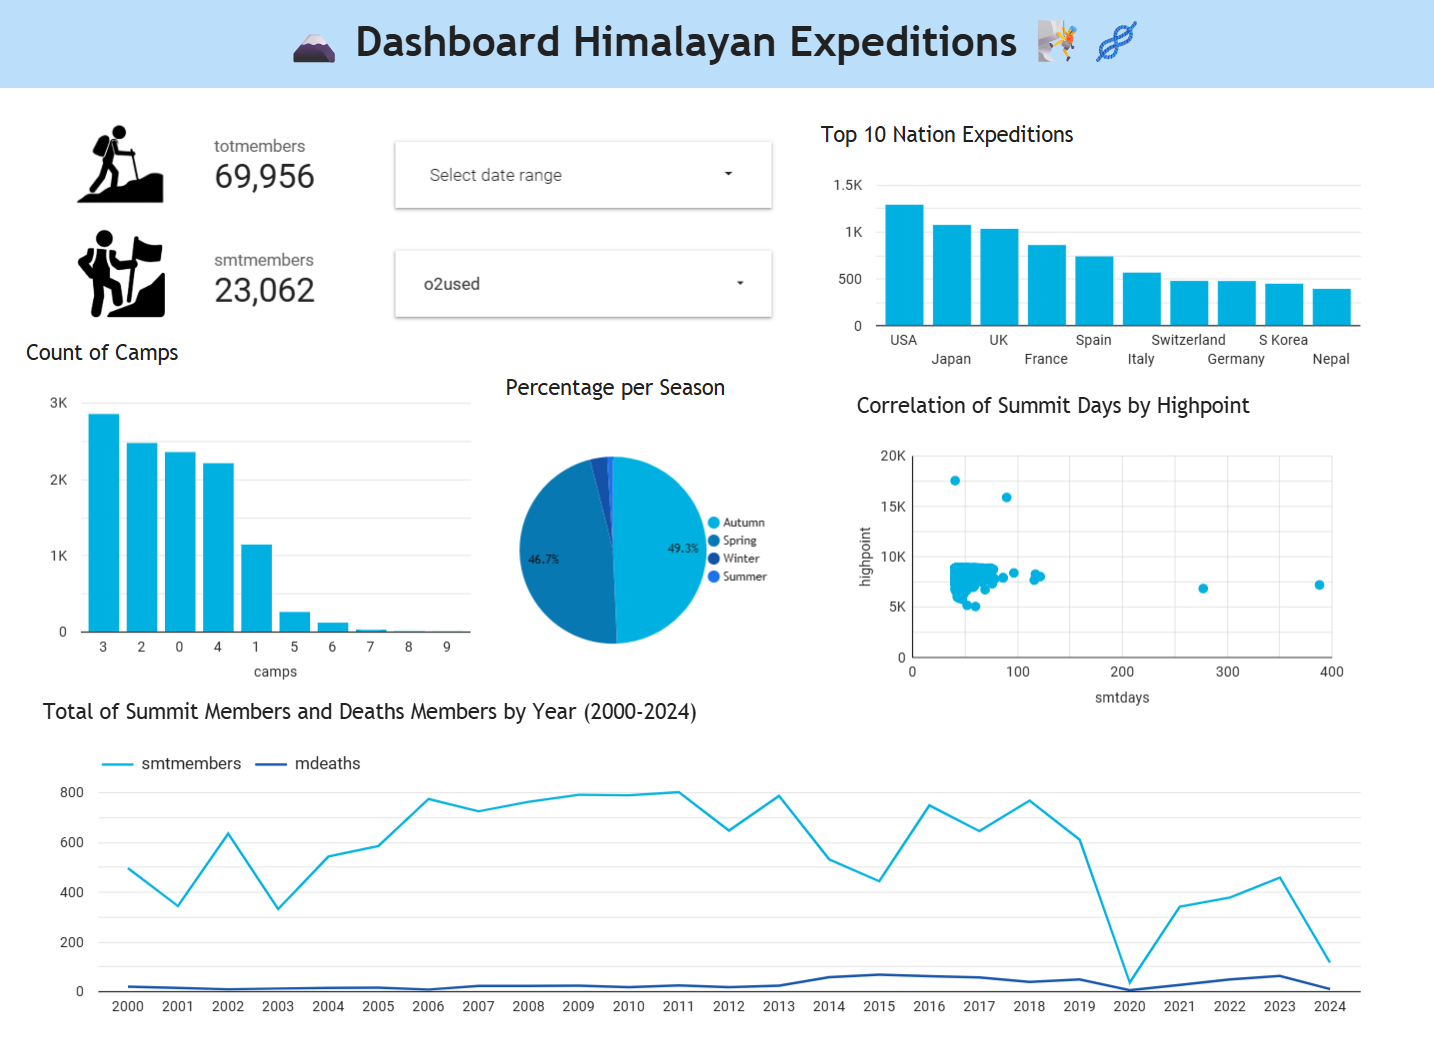 Dashboard Himalayan Expeditions
totmembers
69,956
Select date range
smtmembers
23,062
o2used
Top 10 Nation Expeditions
1.5K
1K
500
0
USA
Japan
UK
France
Spain
Italy
Switzerland
Germany
S Korea
Nepal
Count of Camps
3K
2K
1K
0
3 2 0 4 1 5 6 7 8 9
camps
Percentage per Season
46.7%
49.3%
Autumn
Spring
Winter
Summer
Correlation of Summit Days by Highpoint
highpoint
20K
15K
10K
5K
0
0 100 200 300 400
smtdays
Total of Summit Members and Deaths Members by Year (2000-2024)
smtmembers mdeaths
800
600
400
200
0
2000 2001 2002 2003 2004 2005 2006 2007 2008 2009 2010 2011 2012 2013 2014 2015 2016 2017 2018 2019 2020 2021 2022 2023 2024